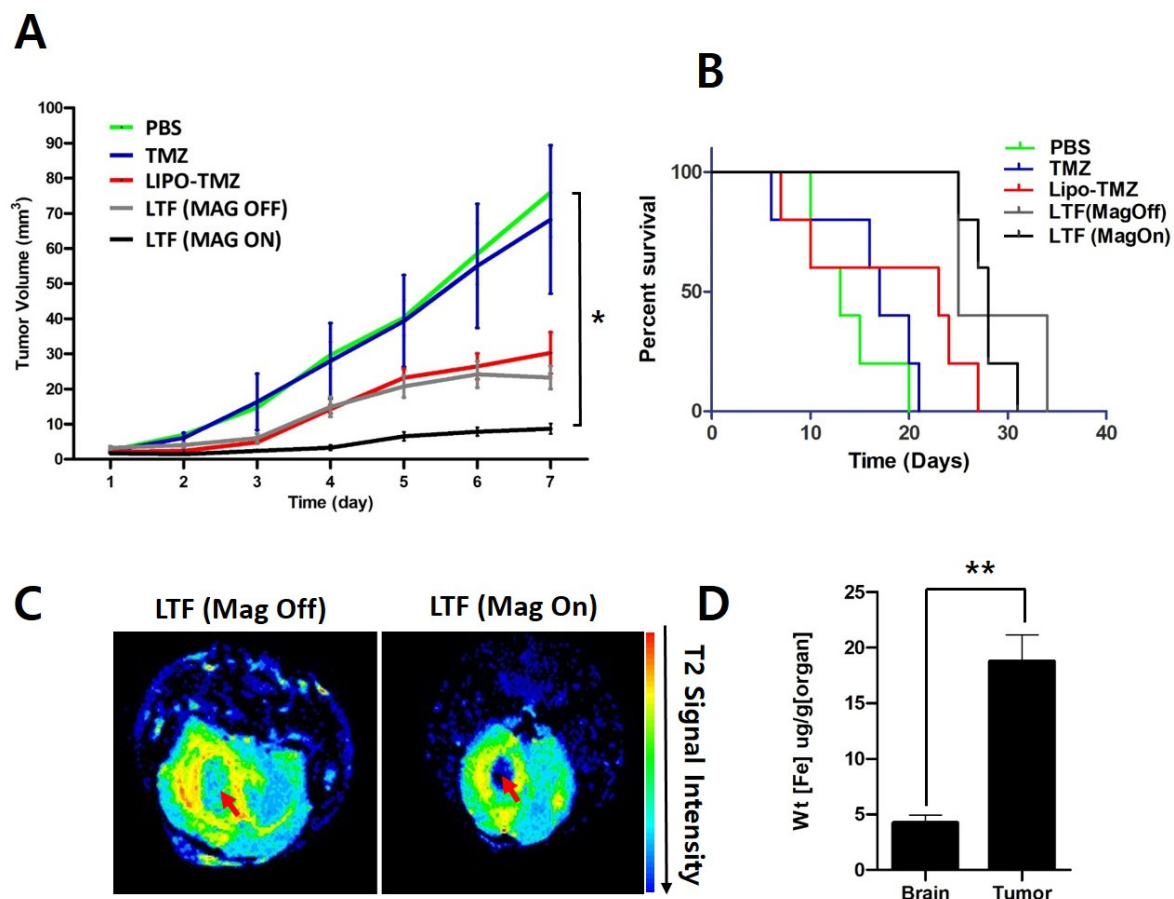 A
Tumor Volume (mm³)
100
90
80
70
60
50
40
30
20
10
0
PBS
TMZ
LIPO-TMZ
LTF (MAG OFF)
LTF (MAG ON)
*
1 2 3 4 5 6 7
Time (day)
B
Percent survival
100
50
0
PBS
TMZ
Lipo-TMZ
LTF(MagOff)
LTF (MagOn)
0 10 20 30 40
Time (Days)
C
LTF (Mag Off) LTF (Mag On)
T2 Signal Intensity
D
**
Wt [Fe] ug/g[organ]
25
20
15
10
5
0
Brain Tumor